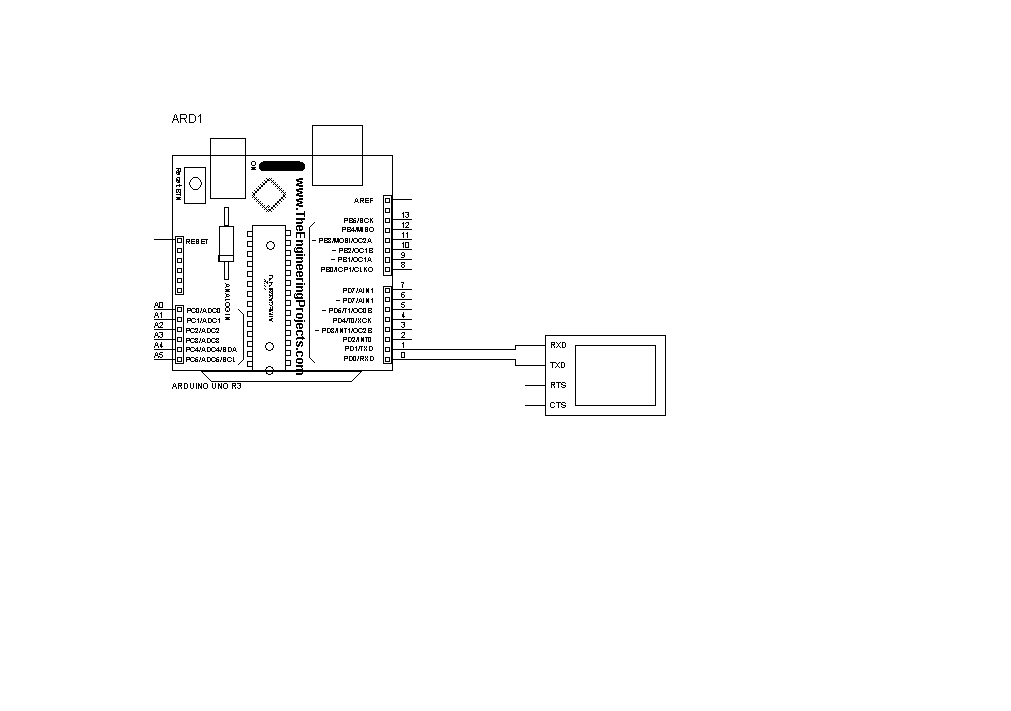 ARD1
ON
Reset BTN
www.TheEngineeringProjects.com
AREF
RESET
13
PB5/SCK
12
PB4/MISO
11
~ PB3/MOSI/OC2A
10
~ PB2/OC1B
9
~ PB1/OC1A
8
PB0/ICP1/CLKO
ANALOG IN
7
PD7/AIN1
6
~ PD7/AIN1
5
~ PD5/T1/OC0B
4
PD4/T0/XCK
3
~ PD3/INT1/OC2B
2
PD2/INT0
1
PD1/TXD
0
PD0/RXD
A0
PC0/ADC0
A1
PC1/ADC1
A2
PC2/ADC2
A3
PC3/ADC3
A4
PC4/ADC4/SDA
A5
PC5/ADC5/SCL
ARDUINO UNO R3
RXD
TXD
RTS
CTS